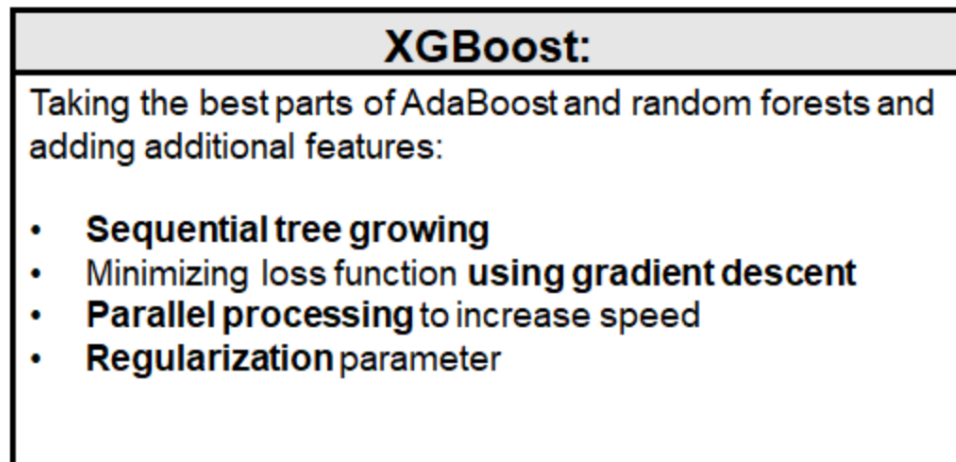 XGBoost:
Taking the best parts of AdaBoost and random forests and
adding additional features:
• Sequential tree growing
• Minimizing loss function using gradient descent
• Parallel processing to increase speed
• Regularization parameter